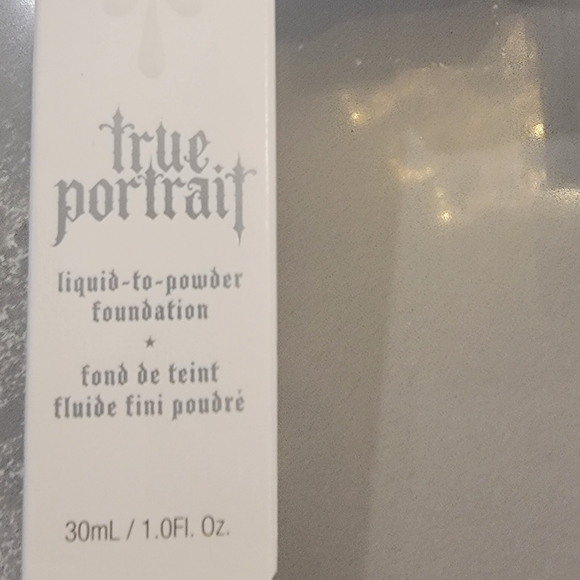 true
portrait
liquid-to-powder
foundation
fond de teint
fluide fini poudré
30mL / 1.0Fl. Oz.